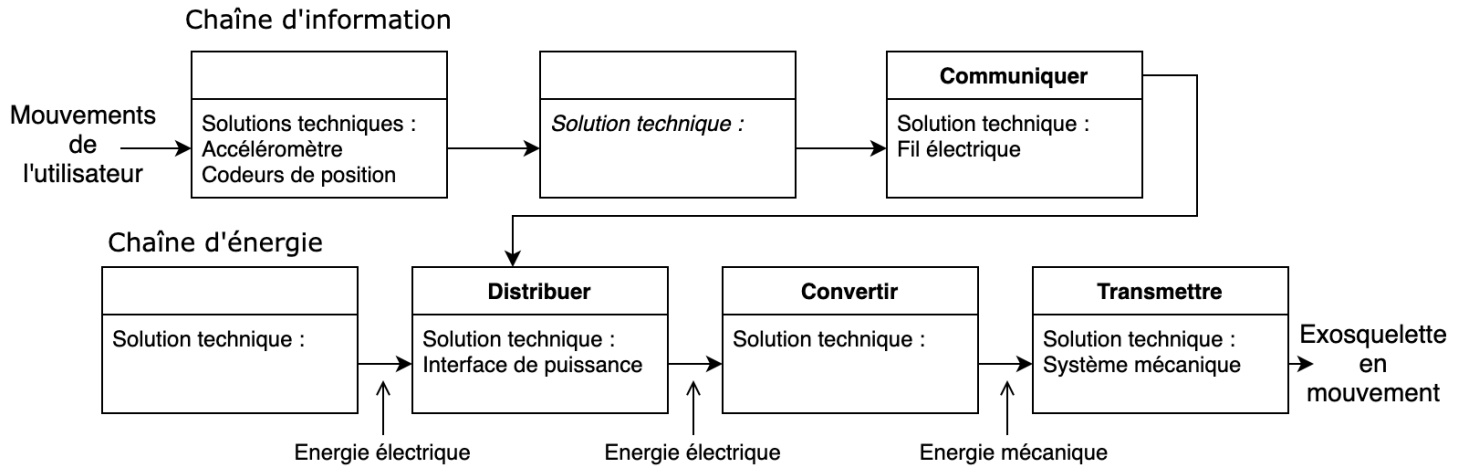 Chaîne d'information
Mouvements
de
l'utilisateur
Solutions techniques :
Accéléromètre
Codeurs de position
Solution technique :
Communiquer
Solution technique :
Fil électrique
Chaîne d'énergie
Solution technique :
Distribuer
Solution technique :
Interface de puissance
Convertir
Solution technique :
Transmettre
Solution technique :
Système mécanique
Exosquelette
en
mouvement
Energie électrique
Energie électrique
Energie mécanique